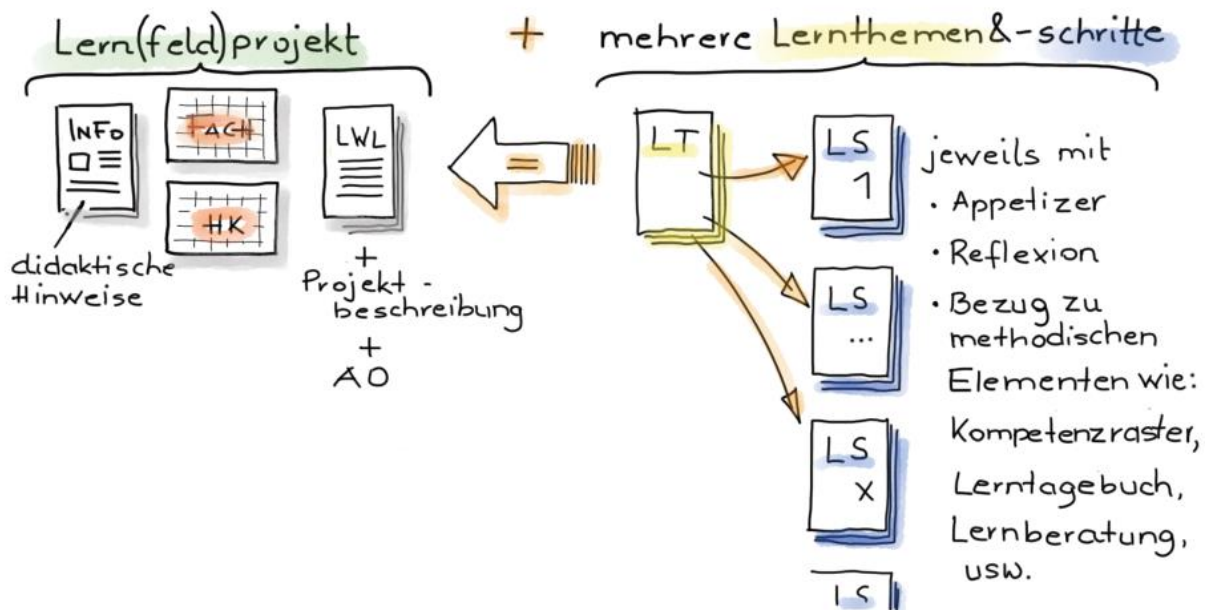 Lern(feld)projekt
+
mehrere Lernthemen&-schritte
INFO
FACH
HK
LWL
didaktische
Hinweise
+
Projekt-
beschreibung
+
AO
=
LT
LS
1
LS
...
LS
X
LS
jeweils mit
• Appetizer
• Reflexion
• Bezug zu
methodischen
Elementen wie:
Kompetenzraster,
Lerntagebuch,
Lernberatung,
usw.